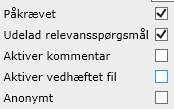 Påkrævet
Udelad relevansspørgsmål
Aktiver kommentar
Aktiver vedhæftet fil
Anonymt